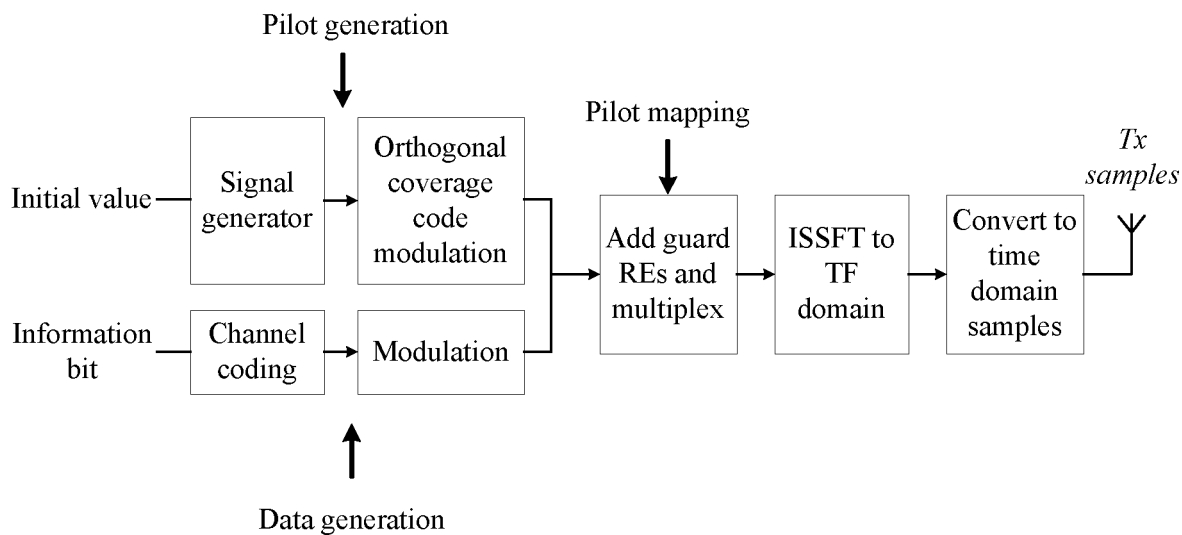 Pilot generation
Pilot mapping
Tx
samples
Initial value
Signal
generator
Orthogonal
coverage
code
modulation
Add guard
REs and
multiplex
ISSFT to
TF
domain
Convert to
time
domain
samples
Information
bit
Channel
coding
Modulation
Data generation